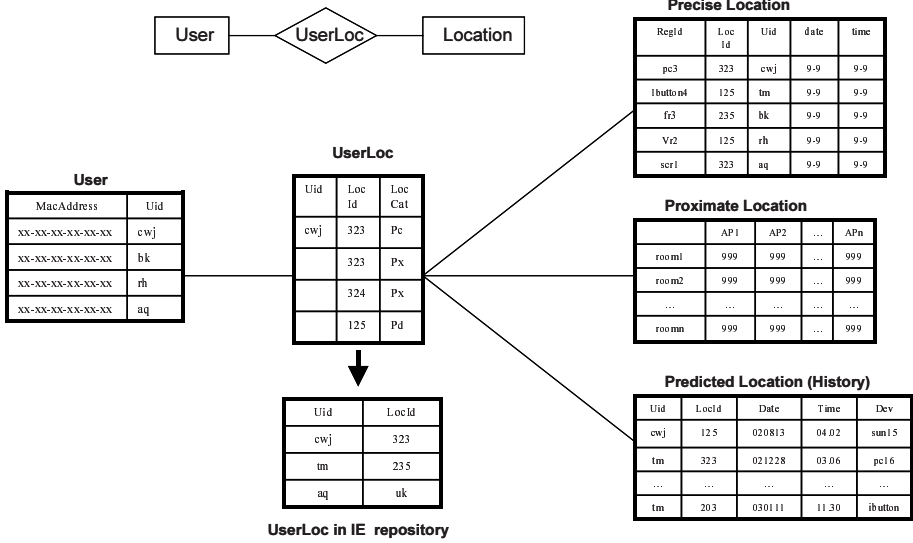 User UserLoc Location
Precise Location
RegId Loc Id Uid date time
pc3 323 cwj 9-9 9-9
Ibutton4 125 tm 9-9 9-9
fr3 235 bk 9-9 9-9
Vr2 125 rh 9-9 9-9
scr1 323 aq 9-9 9-9
User
MacAddress Uid
xx-xx-xx-xx-xx-xx cwj
xx-xx-xx-xx-xx-xx bk
xx-xx-xx-xx-xx-xx rh
xx-xx-xx-xx-xx-xx aq
UserLoc
Uid Loc Id Loc Cat
cwj 323 Pc
323 Px
324 Px
125 Pd
Proximate Location
AP1 AP2 ... APn
room1 999 999 ... 999
room2 999 999 ... 999
... ... ... ... ...
roomn 999 999 ... 999
Uid LocId
cwj 323
tm 235
aq uk
UserLoc in IE repository
Predicted Location (History)
Uid LocId Date Time Dev
cwj 125 020813 04.02 sun15
tm 323 021228 03.06 pc16
... ... ... ... ...
tm 203 030111 11.30 ibutton